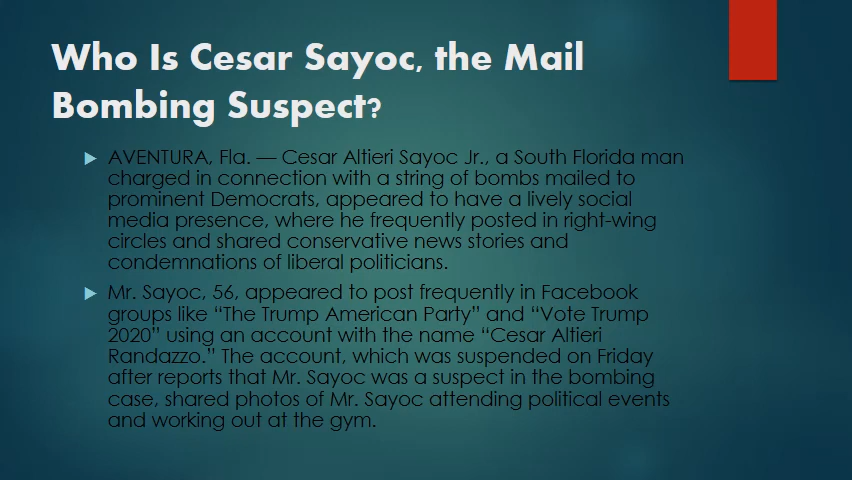 Who Is Cesar Sayoc, the Mail
Bombing Suspect?
AVENTURA, Fla. — Cesar Altieri Sayoc Jr., a South Florida man
charged in connection with a string of bombs mailed to
prominent Democrats, appeared to have a lively social
media presence, where he frequently posted in right-wing
circles and shared conservative news stories and
condemnations of liberal politicians.
Mr. Sayoc, 56, appeared to post frequently in Facebook
groups like “The Trump American Party” and “Vote Trump
2020” using an account with the name “Cesar Altieri
Randazzo.” The account, which was suspended on Friday
after reports that Mr. Sayoc was a suspect in the bombing
case, shared photos of Mr. Sayoc attending political events
and working out at the gym.